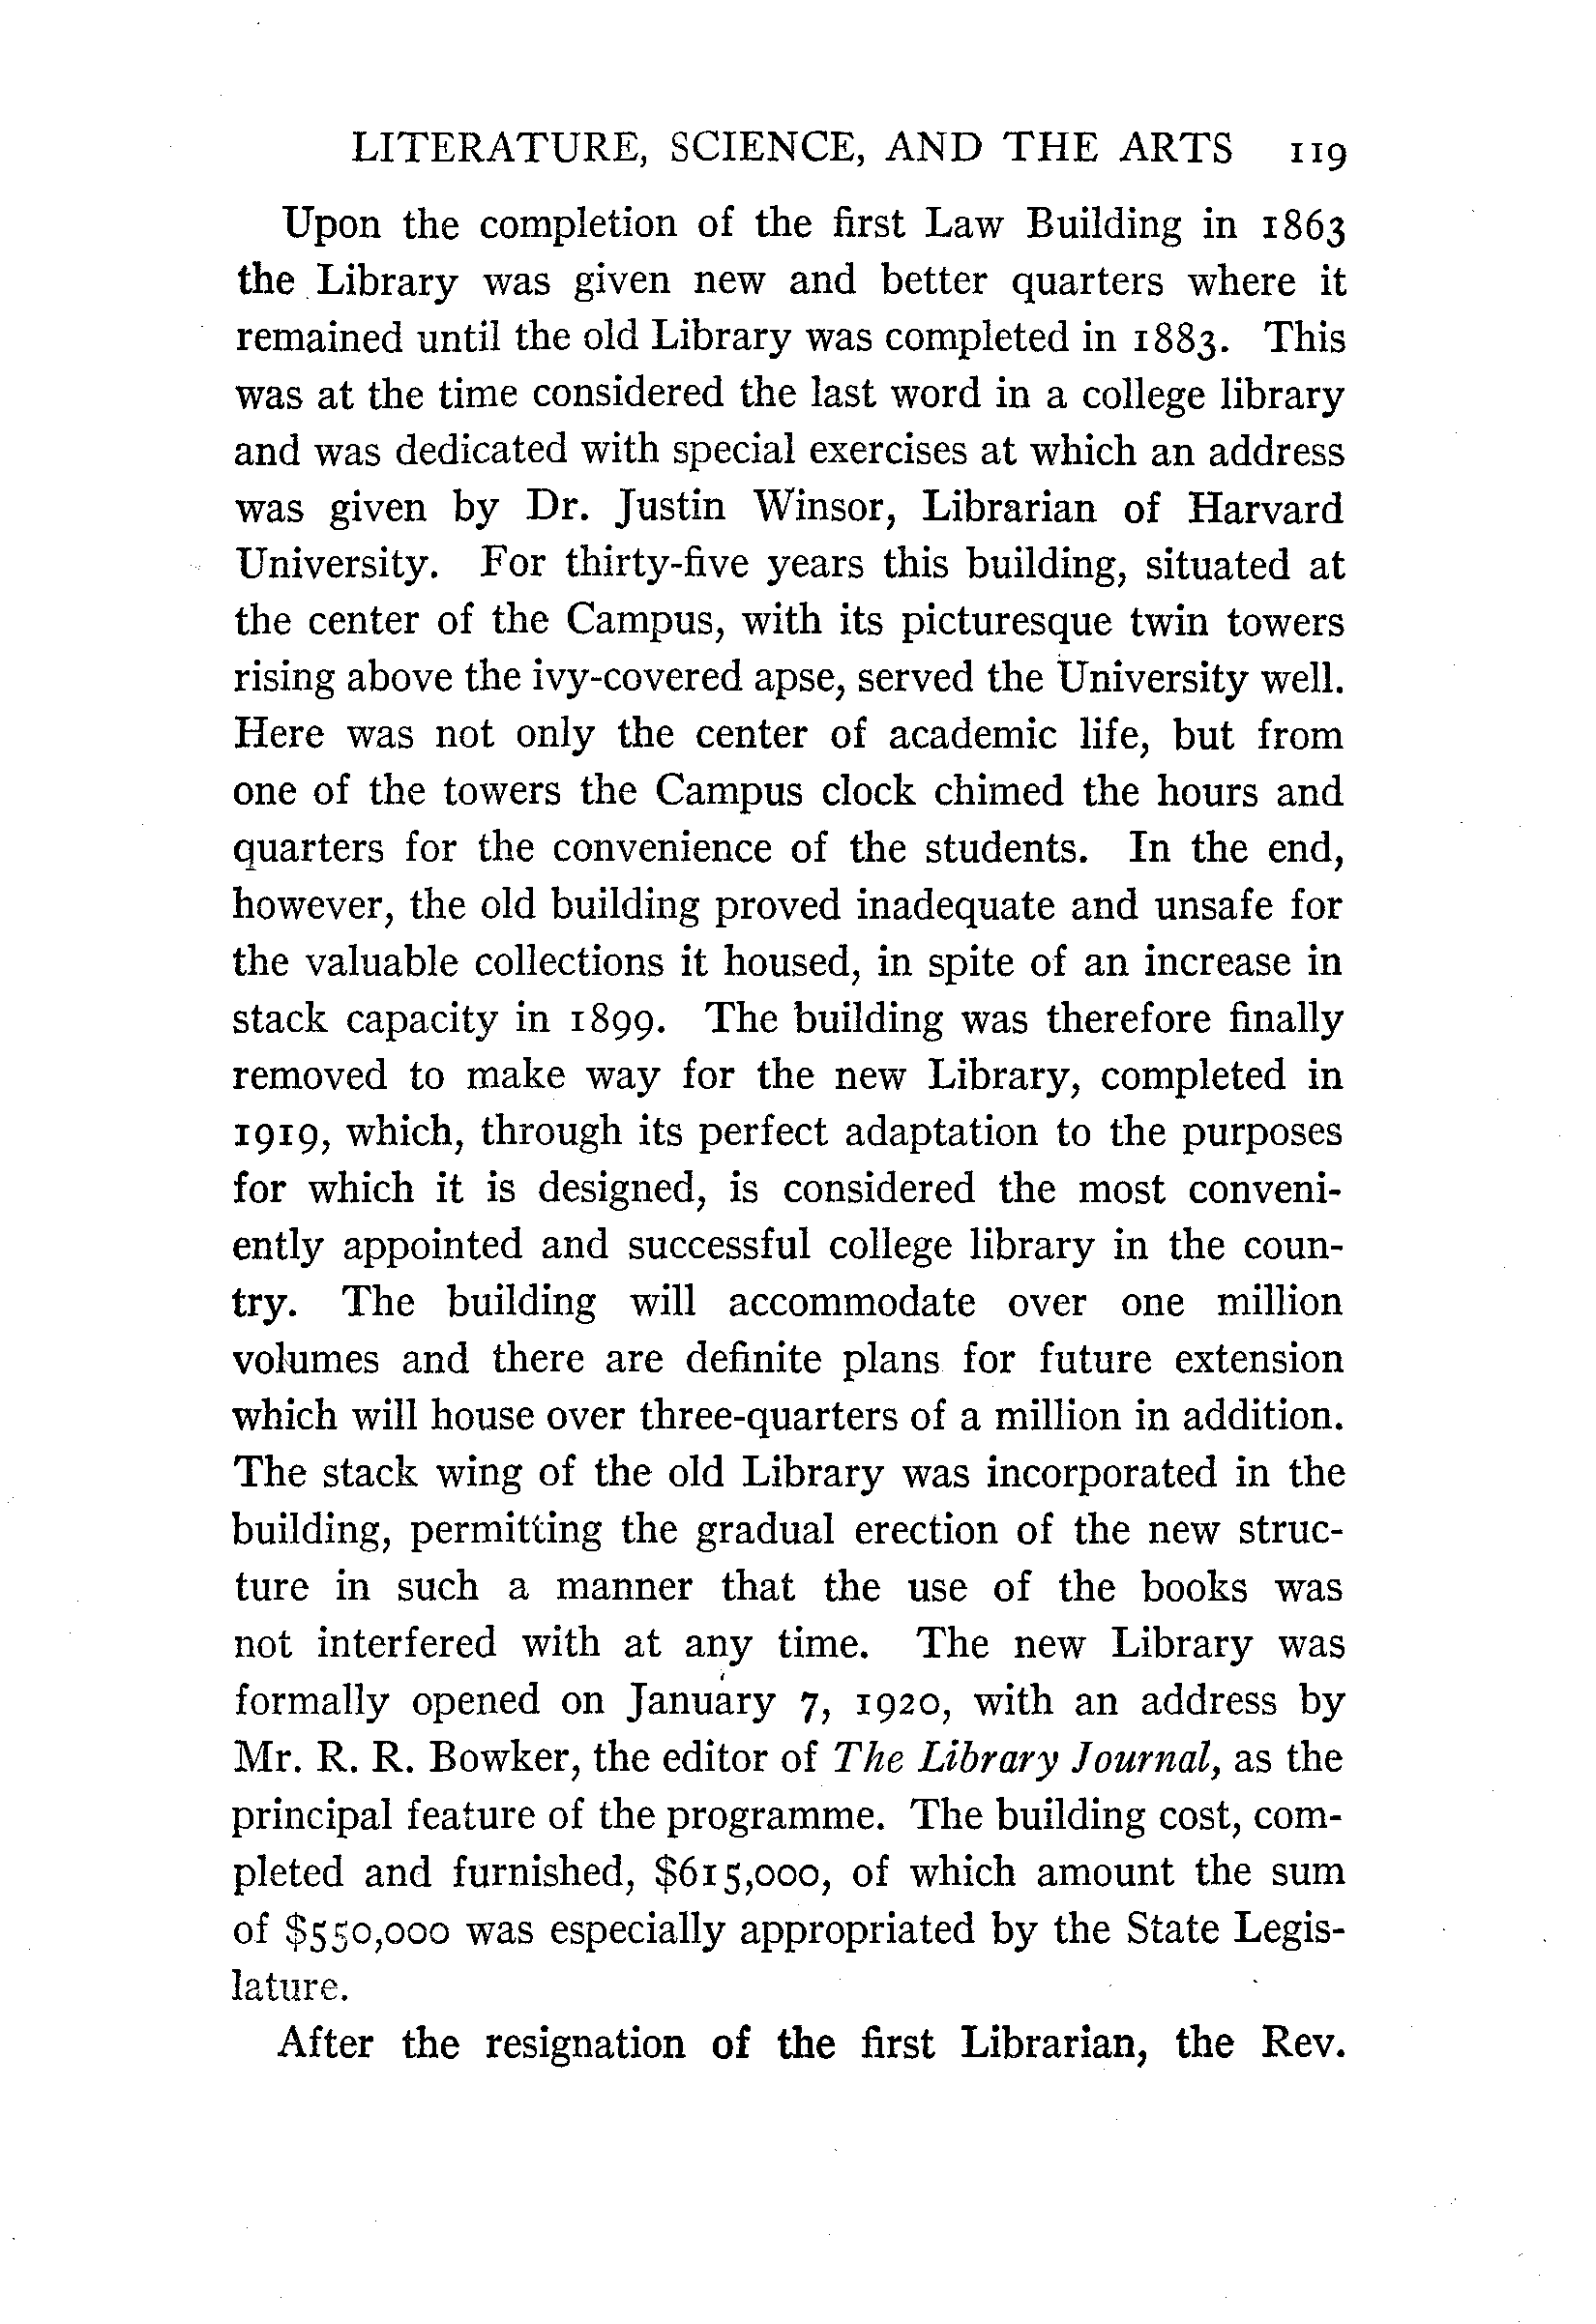 LITERATURE, SCIENCE, AND THE ARTS 119
Upon the completion of the first Law Building in 1863
the Library was given new and better quarters where it
remained until the old Library was completed in 1883. This
was at the time considered the last word in a college library
and was dedicated with special exercises at which an address
was given by Dr. Justin Winsor, Librarian of Harvard
University. For thirty-five years this building, situated at
the center of the Campus, with its picturesque twin towers
rising above the ivy-covered apse, served the University well.
Here was not only the center of academic life, but from
one of the towers the Campus clock chimed the hours and
quarters for the convenience of the students. In the end,
however, the old building proved inadequate and unsafe for
the valuable collections it housed, in spite of an increase in
stack capacity in 1899. The building was therefore finally
removed to make way for the new Library, completed in
1919, which, through its perfect adaptation to the purposes
for which it is designed, is considered the most conveni-
ently appointed and successful college library in the coun-
try. The building will accommodate over one million
volumes and there are definite plans for future extension
which will house over three-quarters of a million in addition.
The stack wing of the old Library was incorporated in the
building, permitting the gradual erection of the new struc-
ture in such a manner that the use of the books was
not interfered with at any time. The new Library was
formally opened on January 7, 1920, with an address by
Mr. R. R. Bowker, the editor of The Library Journal, as the
principal feature of the programme. The building cost, com-
pleted and furnished, $615,000, of which amount the sum
of $550,000 was especially appropriated by the State Legis-
lature.
After the resignation of the first Librarian, the Rev.